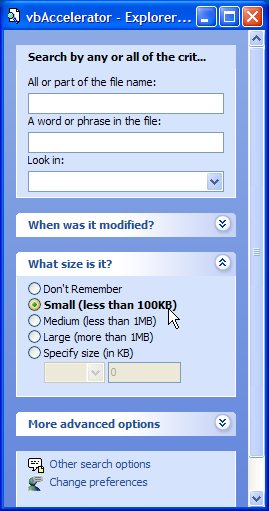 vbAccelerator - Explorer...
Search by any or all of the crit...
All or part of the file name:
A word or phrase in the file:
Look in:
When was it modified?
What size is it?
Don't Remember
Small (less than 100KB)
Medium (less than 1MB)
Large (more than 1MB)
Specify size (in KB)
0
More advanced options
Other search options
Change preferences